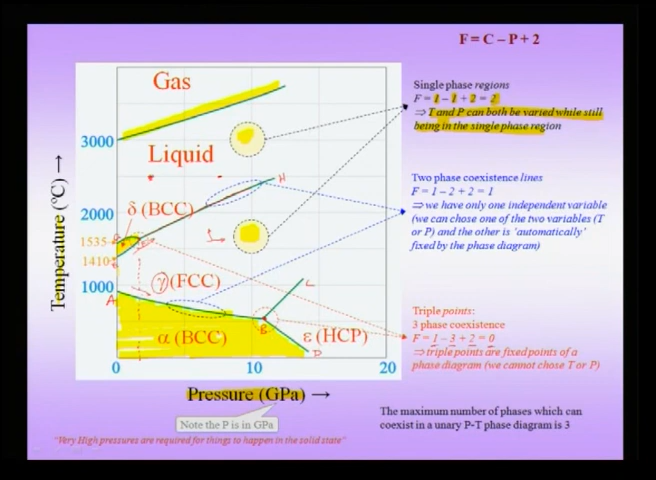 F = C – P + 2
Gas
Liquid
δ (BCC)
γ (FCC)
α (BCC)
ε (HCP)
Temperature (ºC) →
3000
2000
1535
1410
1000
0
10
20
A
B
H
L
D
Pressure (GPa) →
Note the P is in GPa
Single phase regions
F = 1 – 1 + 2 = 2
⇒ T and P can both be varied while still
being in the single phase region
Two phase coexistence lines
F = 1 – 2 + 2 = 1
⇒ we have only one independent variable
(we can chose one of the two variables (T
or P) and the other is 'automatically'
fixed by the phase diagram)
Triple points:
3 phase coexistence
F = 1 – 3 + 2 = 0
⇒ triple points are fixed points of a
phase diagram (we cannot chose T or P)
The maximum number of phases which can
coexist in a unary P-T phase diagram is 3
"Very High pressures are required for things to happen in the solid state"